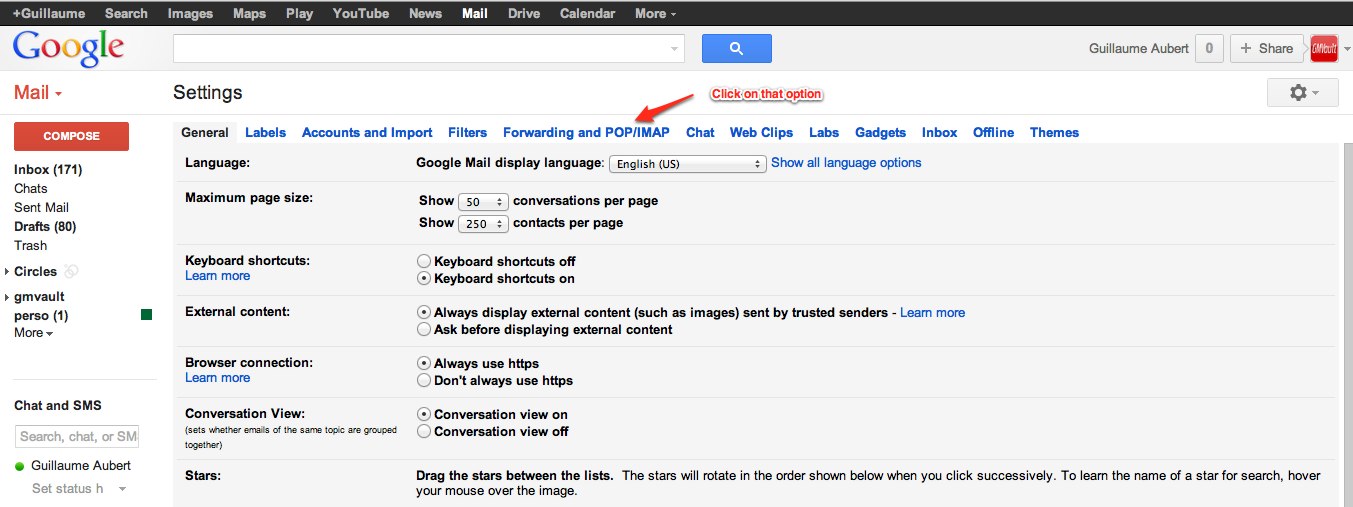 +Guillaume Search Images Maps Play YouTube News Mail Drive Calendar More
Google
Guillaume Aubert 0 + Share GMVault
Mail
Settings
Click on that option
COMPOSE
General Labels Accounts and Import Filters Forwarding and POP/IMAP Chat Web Clips Labs Gadgets Inbox Offline Themes
Inbox (171)
Chats
Sent Mail
Drafts (80)
Trash
Circles
gmvault
perso (1)
More
Chat and SMS
Search, chat, or SM
Guillaume Aubert
Set status h
Language: Google Mail display language: English (US) Show all language options
Maximum page size: Show 50 conversations per page
Show 250 contacts per page
Keyboard shortcuts: Keyboard shortcuts off
Learn more Keyboard shortcuts on
External content: Always display external content (such as images) sent by trusted senders - Learn more
Ask before displaying external content
Browser connection: Always use https
Learn more Don't always use https
Conversation View: Conversation view on
(sets whether emails of the same topic are grouped Conversation view off
together)
Stars: Drag the stars between the lists. The stars will rotate in the order shown below when you click successively. To learn the name of a star for search, hover
your mouse over the image.